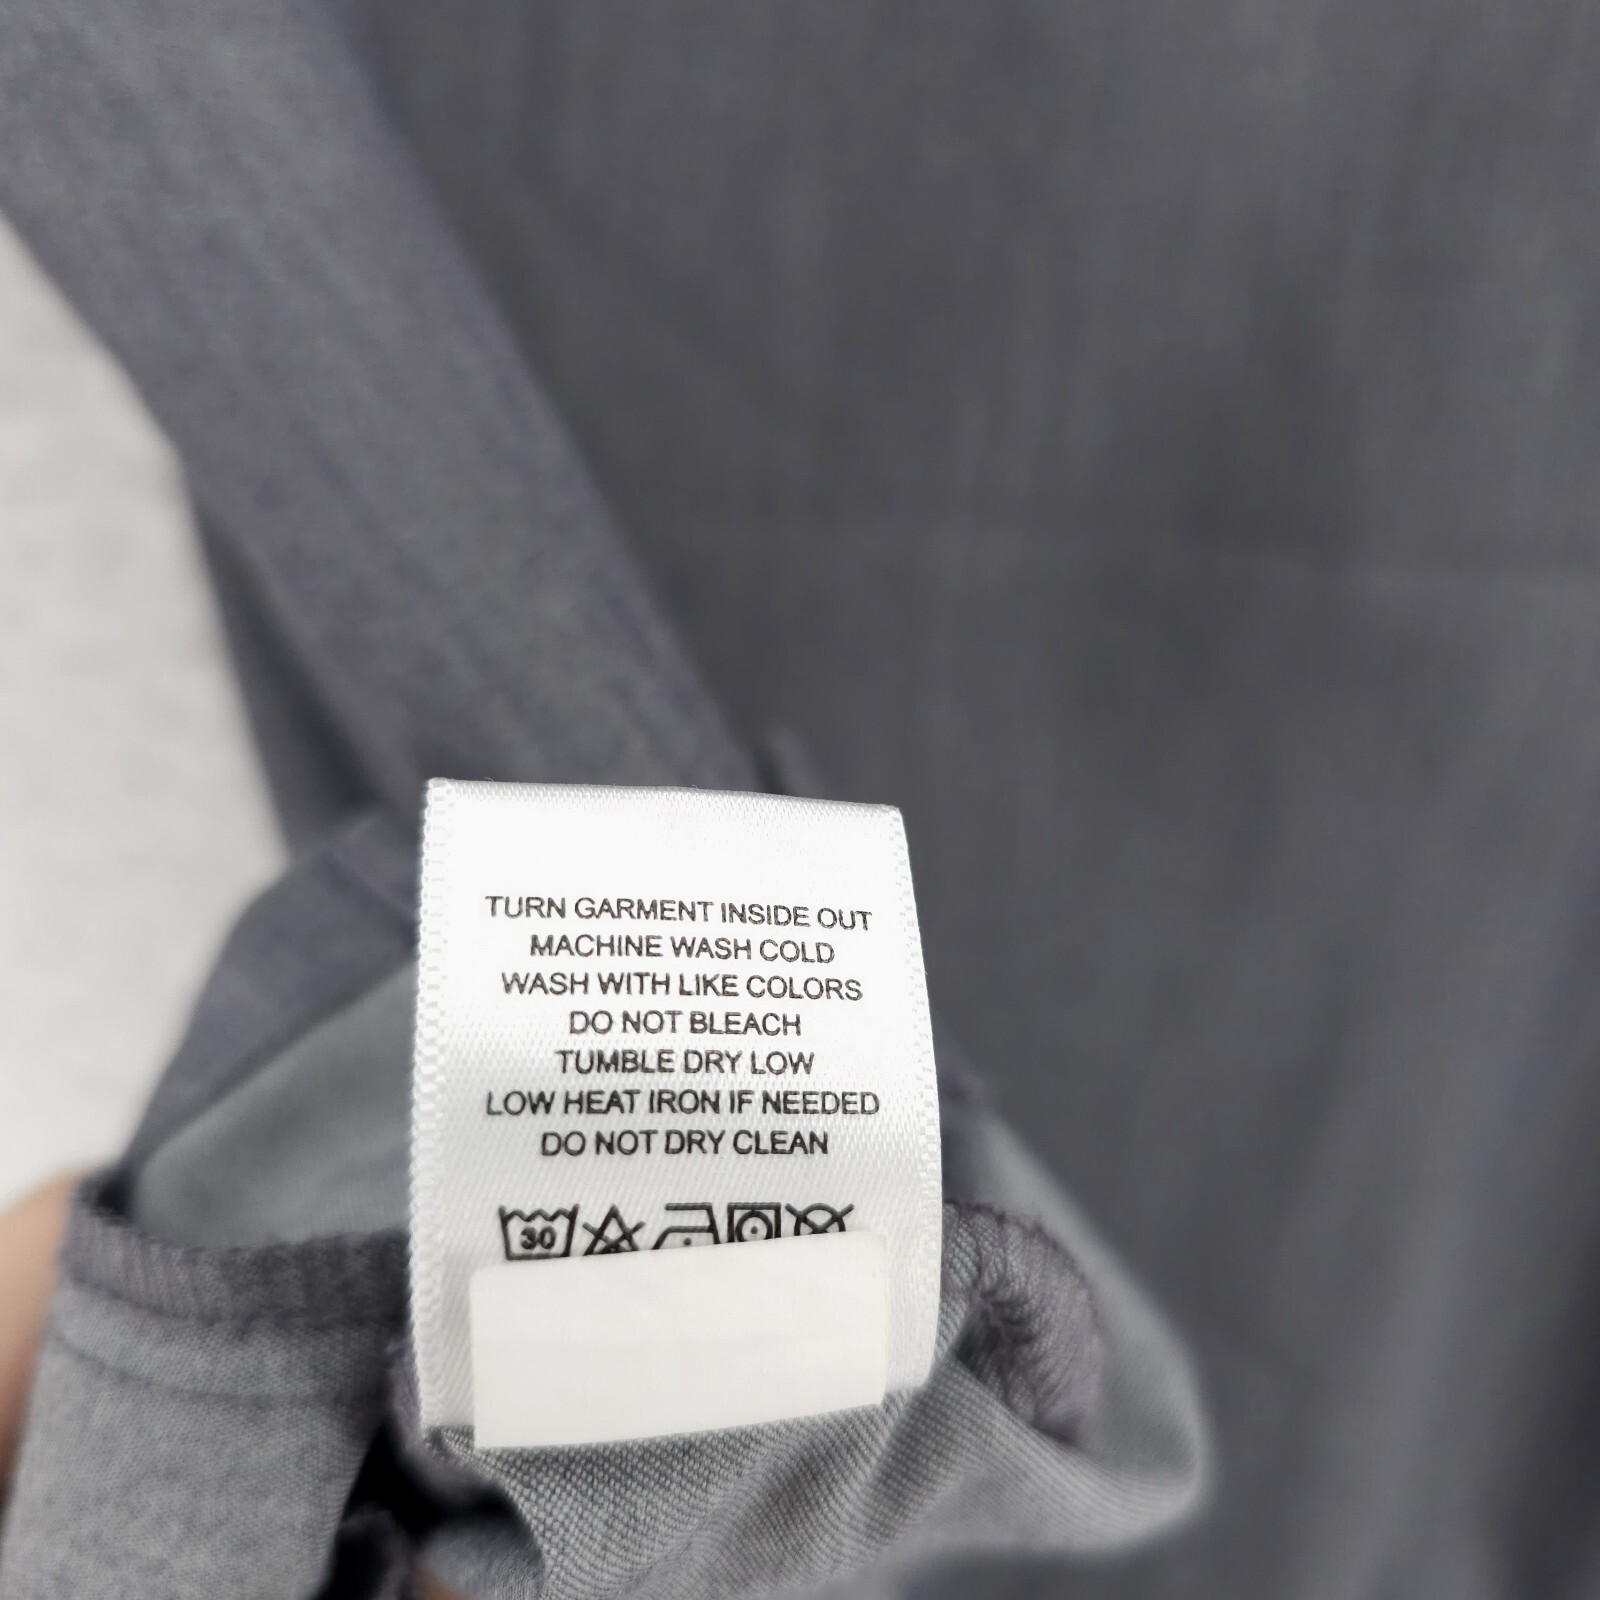 TURN GARMENT INSIDE OUT
MACHINE WASH COLD
WASH WITH LIKE COLORS
DO NOT BLEACH
TUMBLE DRY LOW
LOW HEAT IRON IF NEEDED
DO NOT DRY CLEAN
30